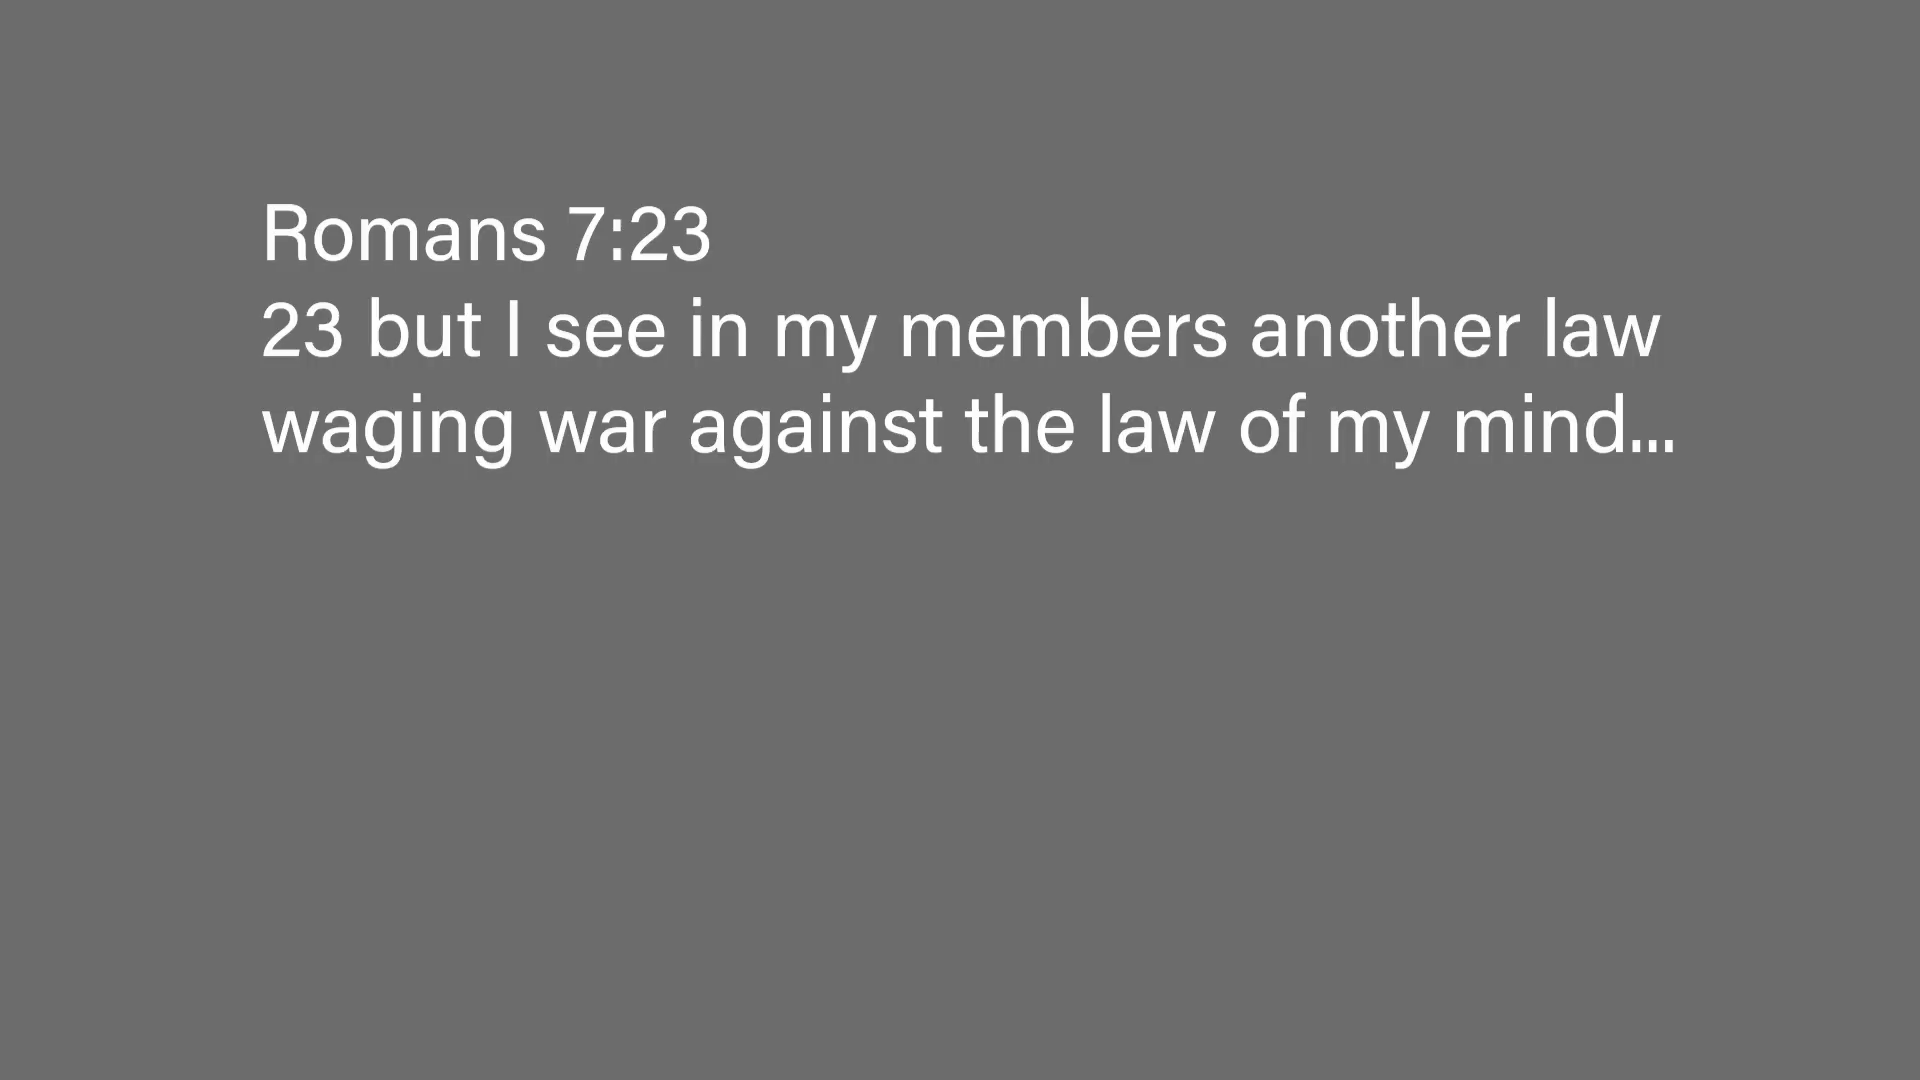 Romans 7:23
23 but I see in my members another law
waging war against the law of my mind...